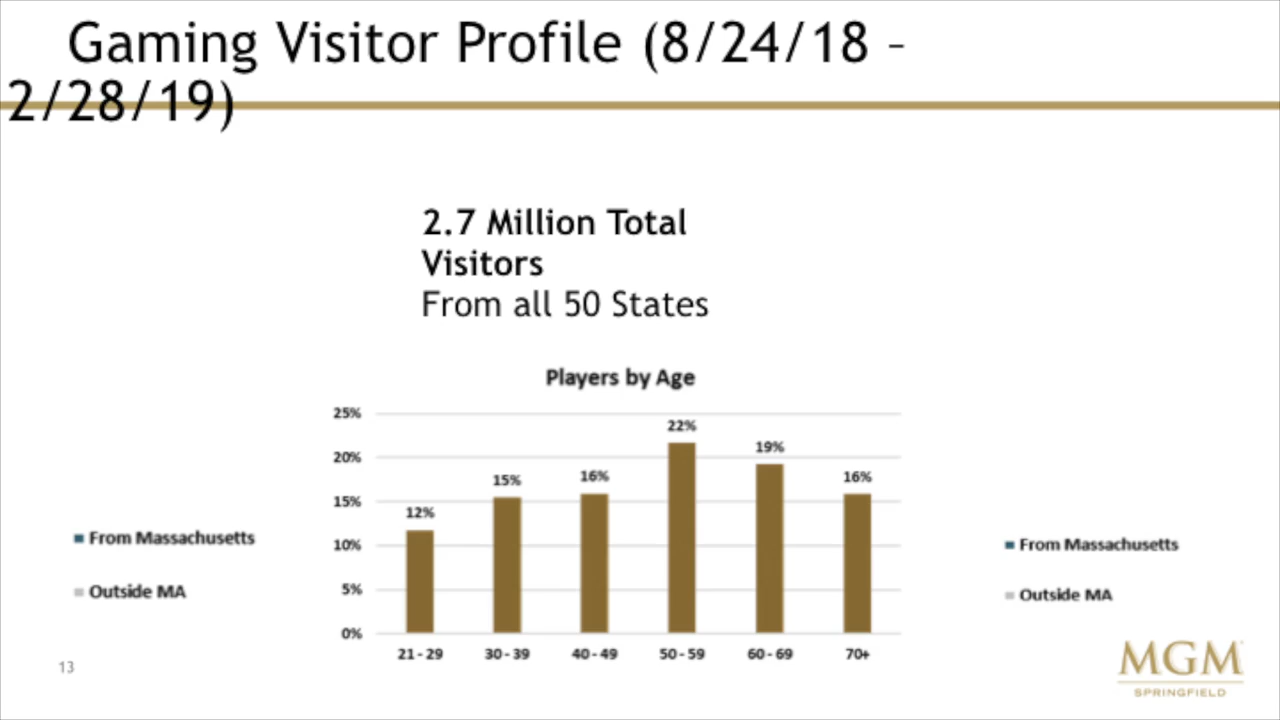 Gaming Visitor Profile (8/24/18 –
2/28/19)
2.7 Million Total
Visitors
From all 50 States
Players by Age
25%
20%
15%
10%
5%
0%
12%
15%
16%
22%
19%
16%
21 - 29
30 - 39
40 - 49
50 - 59
60 - 69
70+
From Massachusetts
Outside MA
From Massachusetts
Outside MA
13
MGM
SPRINGFIELD